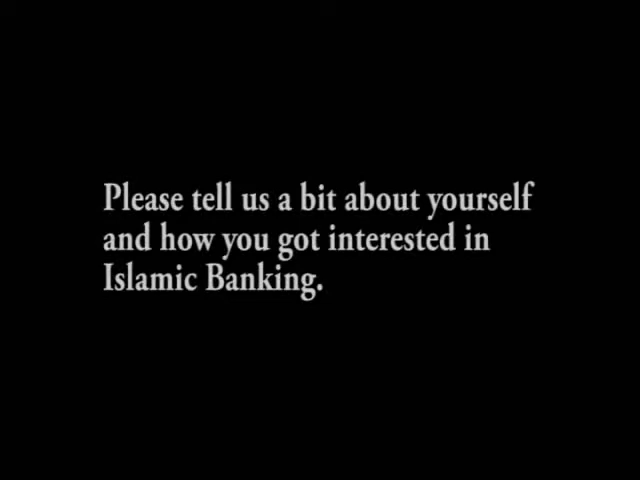 Please tell us a bit about yourself
and how you got interested in
Islamic Banking.